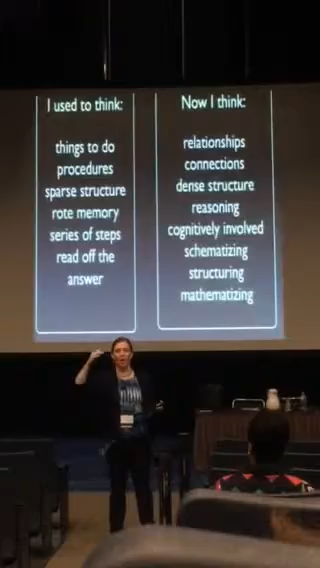 I used to think:
things to do
procedures
sparse structure
rote memory
series of steps
read off the
answer
Now I think:
relationships
connections
dense structure
reasoning
cognitively involved
schematizing
structuring
mathematizing